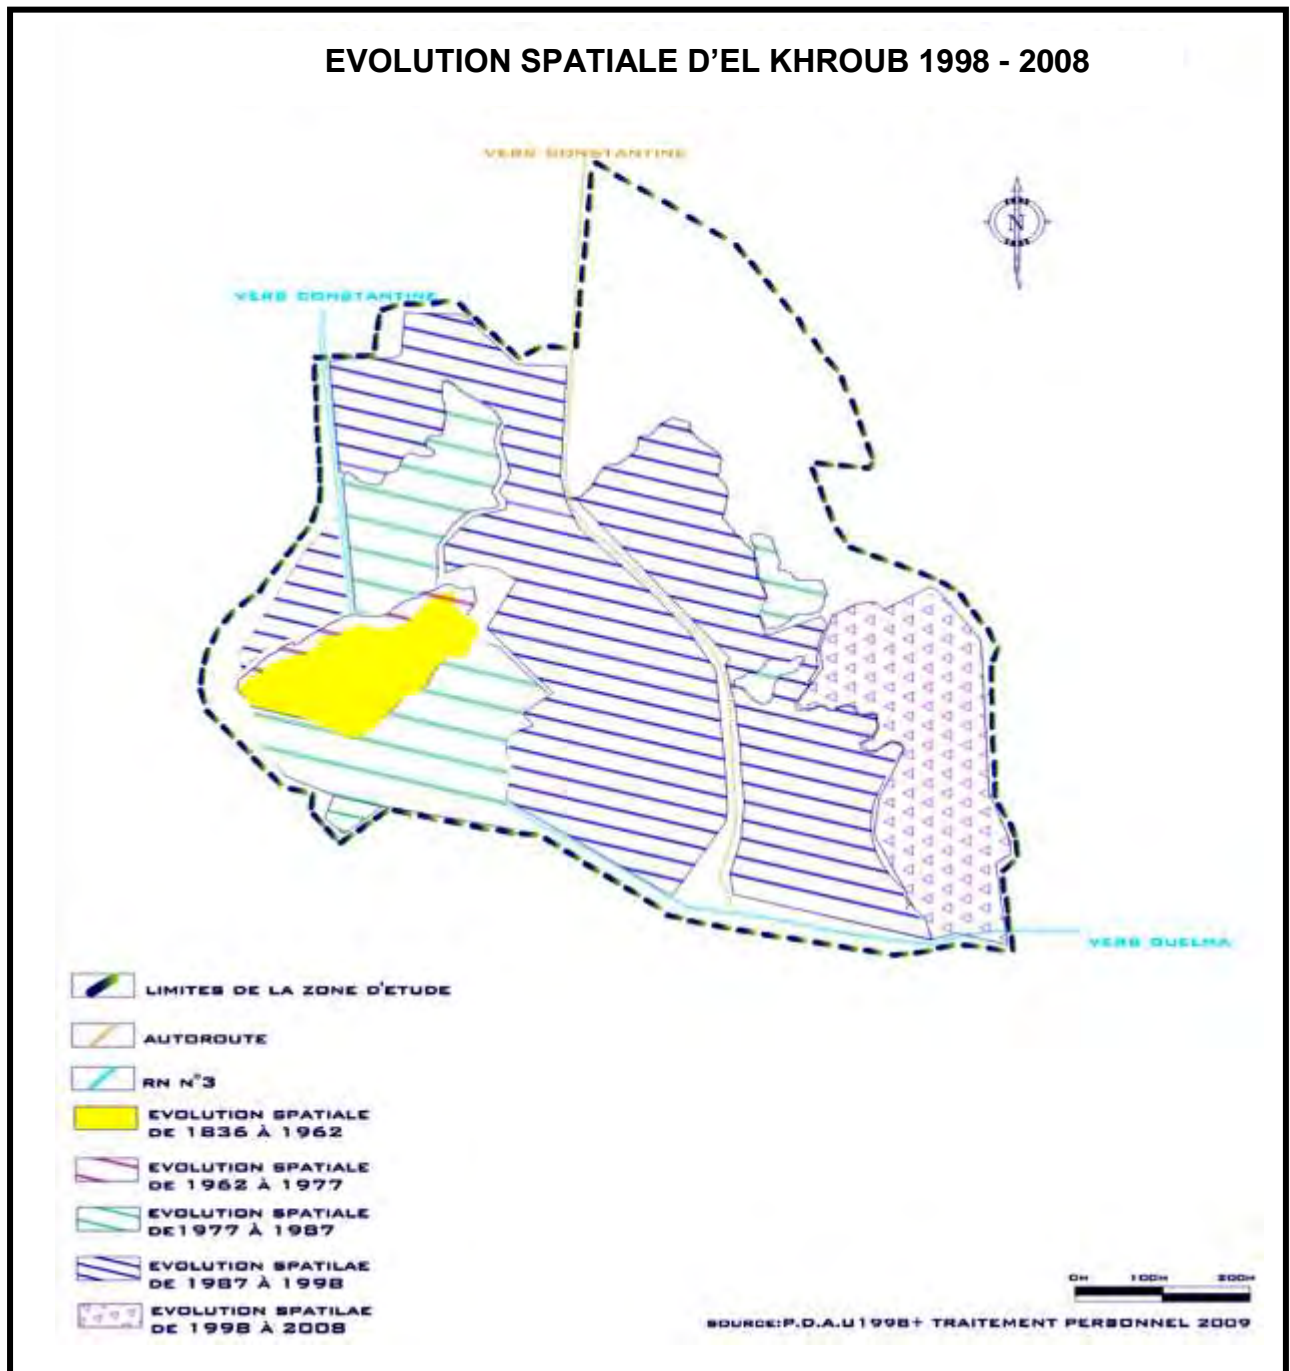 EVOLUTION SPATIALE D'EL KHROUB 1998 - 2008
VERS CONSTANTINE
N
VERS CONSTANTINE
VERS GUELMA
LIMITES DE LA ZONE D'ETUDE
AUTOROUTE
RN N°3
EVOLUTION SPATIALE
DE 1836 À 1962
EVOLUTION SPATIALE
DE 1962 À 1977
EVOLUTION SPATIALE
DE1977 À 1987
EVOLUTION SPATILAE
DE 1987 À 1998
EVOLUTION SPATILAE
DE 1998 À 2008
0M 100M 200M
SOURCE:P.D.A.U1998+ TRAITEMENT PERSONNEL 2009